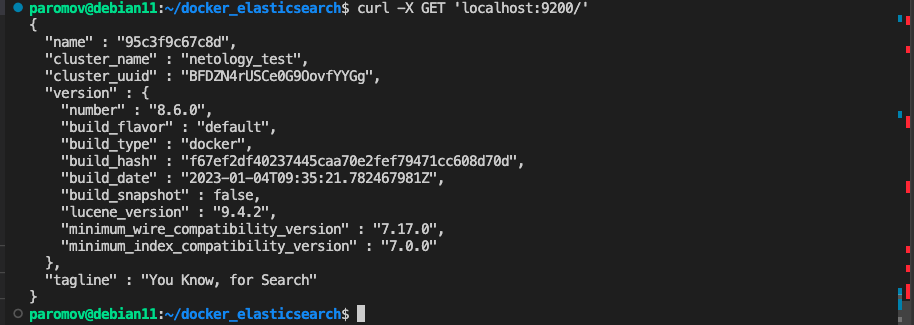 paromov@debian11:~/docker_elasticsearch$ curl -X GET 'localhost:9200/'
{
  "name" : "95c3f9c67c8d",
  "cluster_name" : "netology_test",
  "cluster_uuid" : "BFDZN4rUSCe0G9OovfYYGg",
  "version" : {
    "number" : "8.6.0",
    "build_flavor" : "default",
    "build_type" : "docker",
    "build_hash" : "f67ef2df40237445caa70e2fef79471cc608d70d",
    "build_date" : "2023-01-04T09:35:21.782467981Z",
    "build_snapshot" : false,
    "lucene_version" : "9.4.2",
    "minimum_wire_compatibility_version" : "7.17.0",
    "minimum_index_compatibility_version" : "7.0.0"
  },
  "tagline" : "You Know, for Search"
}
paromov@debian11:~/docker_elasticsearch$